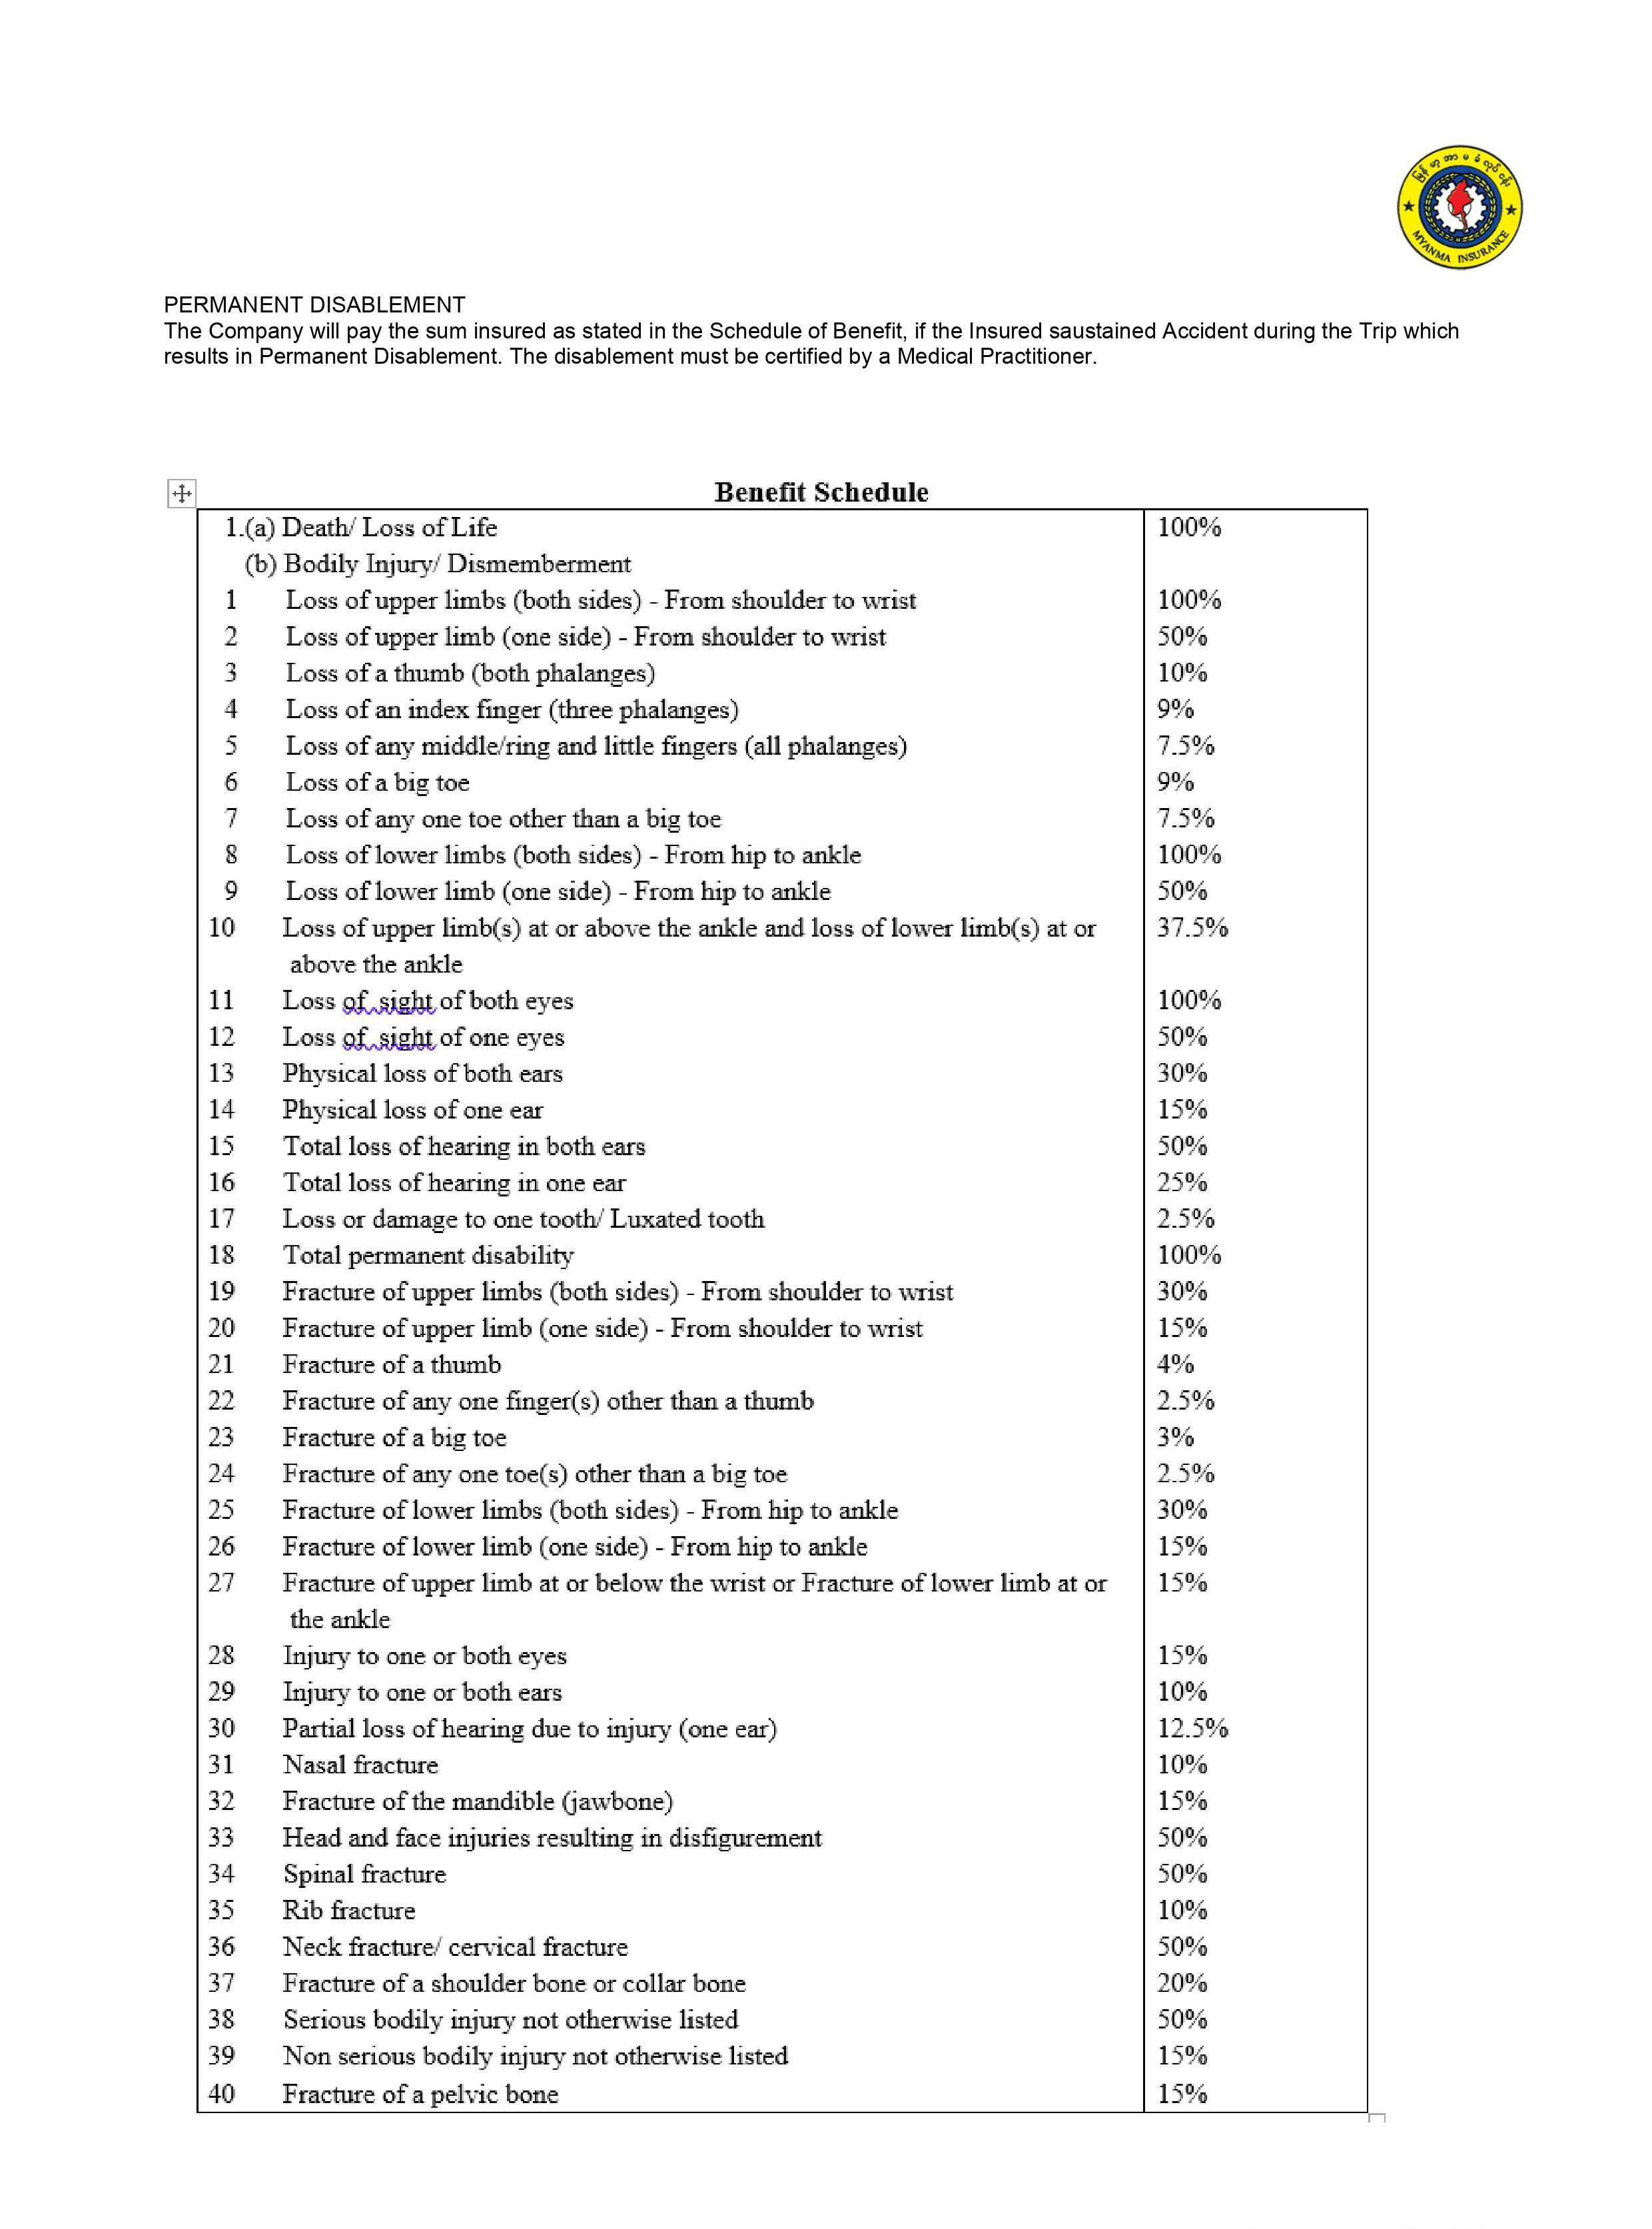 မြန်မာ့အာမခံလုပ်ငန်း
MYANMA INSURANCE
PERMANENT DISABLEMENT
The Company will pay the sum insured as stated in the Schedule of Benefit, if the Insured saustained Accident during the Trip which
results in Permanent Disablement. The disablement must be certified by a Medical Practitioner.
Benefit Schedule
1.(a) Death/ Loss of Life 100%
(b) Bodily Injury/ Dismemberment
1 Loss of upper limbs (both sides) - From shoulder to wrist 100%
2 Loss of upper limb (one side) - From shoulder to wrist 50%
3 Loss of a thumb (both phalanges) 10%
4 Loss of an index finger (three phalanges) 9%
5 Loss of any middle/ring and little fingers (all phalanges) 7.5%
6 Loss of a big toe 9%
7 Loss of any one toe other than a big toe 7.5%
8 Loss of lower limbs (both sides) - From hip to ankle 100%
9 Loss of lower limb (one side) - From hip to ankle 50%
10 Loss of upper limb(s) at or above the ankle and loss of lower limb(s) at or 37.5%
above the ankle
11 Loss of sight of both eyes 100%
12 Loss of sight of one eyes 50%
13 Physical loss of both ears 30%
14 Physical loss of one ear 15%
15 Total loss of hearing in both ears 50%
16 Total loss of hearing in one ear 25%
17 Loss or damage to one tooth/ Luxated tooth 2.5%
18 Total permanent disability 100%
19 Fracture of upper limbs (both sides) - From shoulder to wrist 30%
20 Fracture of upper limb (one side) - From shoulder to wrist 15%
21 Fracture of a thumb 4%
22 Fracture of any one finger(s) other than a thumb 2.5%
23 Fracture of a big toe 3%
24 Fracture of any one toe(s) other than a big toe 2.5%
25 Fracture of lower limbs (both sides) - From hip to ankle 30%
26 Fracture of lower limb (one side) - From hip to ankle 15%
27 Fracture of upper limb at or below the wrist or Fracture of lower limb at or 15%
the ankle
28 Injury to one or both eyes 15%
29 Injury to one or both ears 10%
30 Partial loss of hearing due to injury (one ear) 12.5%
31 Nasal fracture 10%
32 Fracture of the mandible (jawbone) 15%
33 Head and face injuries resulting in disfigurement 50%
34 Spinal fracture 50%
35 Rib fracture 10%
36 Neck fracture/ cervical fracture 50%
37 Fracture of a shoulder bone or collar bone 20%
38 Serious bodily injury not otherwise listed 50%
39 Non serious bodily injury not otherwise listed 15%
40 Fracture of a pelvic bone 15%